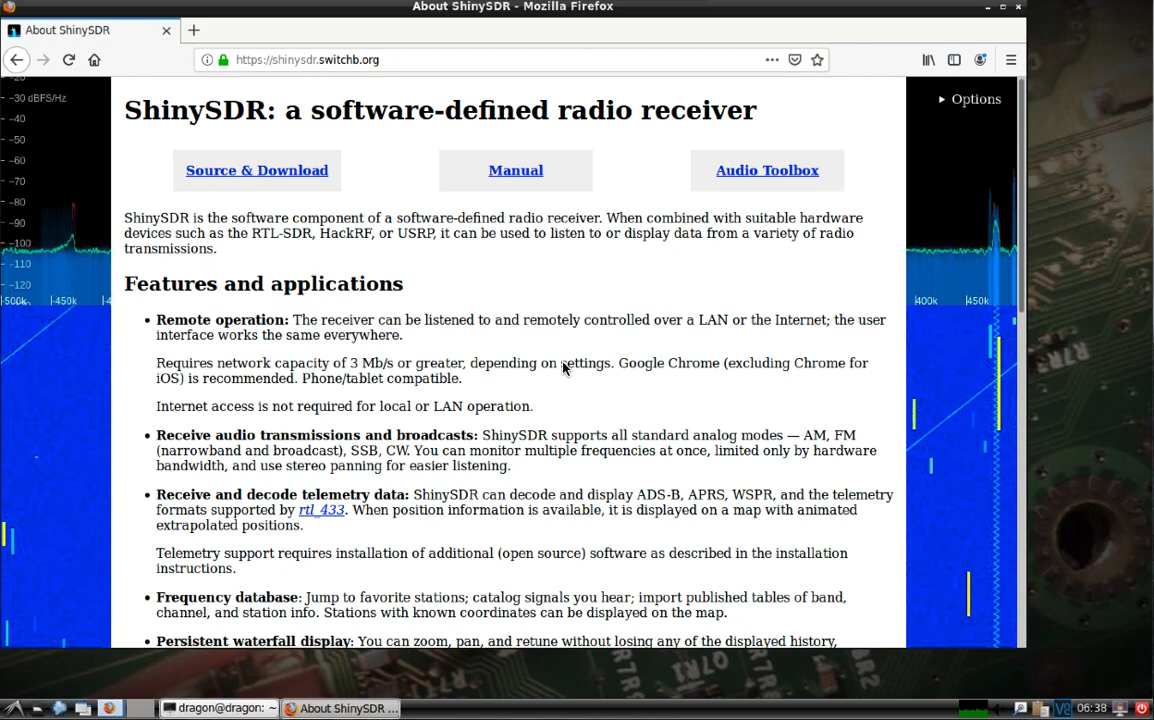 About ShinySDR - Mozilla Firefox
About ShinySDR
https://shinysdr.switchb.org
-20
-30 dBFS/Hz
-40
-50
-60
-70
-80
-90
-100
-110
-120
-500k
-450k
-4
Options
400k
450k
ShinySDR: a software-defined radio receiver
Source & Download
Manual
Audio Toolbox
ShinySDR is the software component of a software-defined radio receiver. When combined with suitable hardware
devices such as the RTL-SDR, HackRF, or USRP, it can be used to listen to or display data from a variety of radio
transmissions.
Features and applications
• Remote operation: The receiver can be listened to and remotely controlled over a LAN or the Internet; the user
interface works the same everywhere.
Requires network capacity of 3 Mb/s or greater, depending on settings. Google Chrome (excluding Chrome for
iOS) is recommended. Phone/tablet compatible.
Internet access is not required for local or LAN operation.
• Receive audio transmissions and broadcasts: ShinySDR supports all standard analog modes — AM, FM
(narrowband and broadcast), SSB, CW. You can monitor multiple frequencies at once, limited only by hardware
bandwidth, and use stereo panning for easier listening.
• Receive and decode telemetry data: ShinySDR can decode and display ADS-B, APRS, WSPR, and the telemetry
formats supported by rtl_433. When position information is available, it is displayed on a map with animated
extrapolated positions.
Telemetry support requires installation of additional (open source) software as described in the installation
instructions.
• Frequency database: Jump to favorite stations; catalog signals you hear; import published tables of band,
channel, and station info. Stations with known coordinates can be displayed on the map.
• Persistent waterfall display: You can zoom, pan, and retune without losing any of the displayed history,
dragon@dragon: ~
About ShinySDR ...
06:38